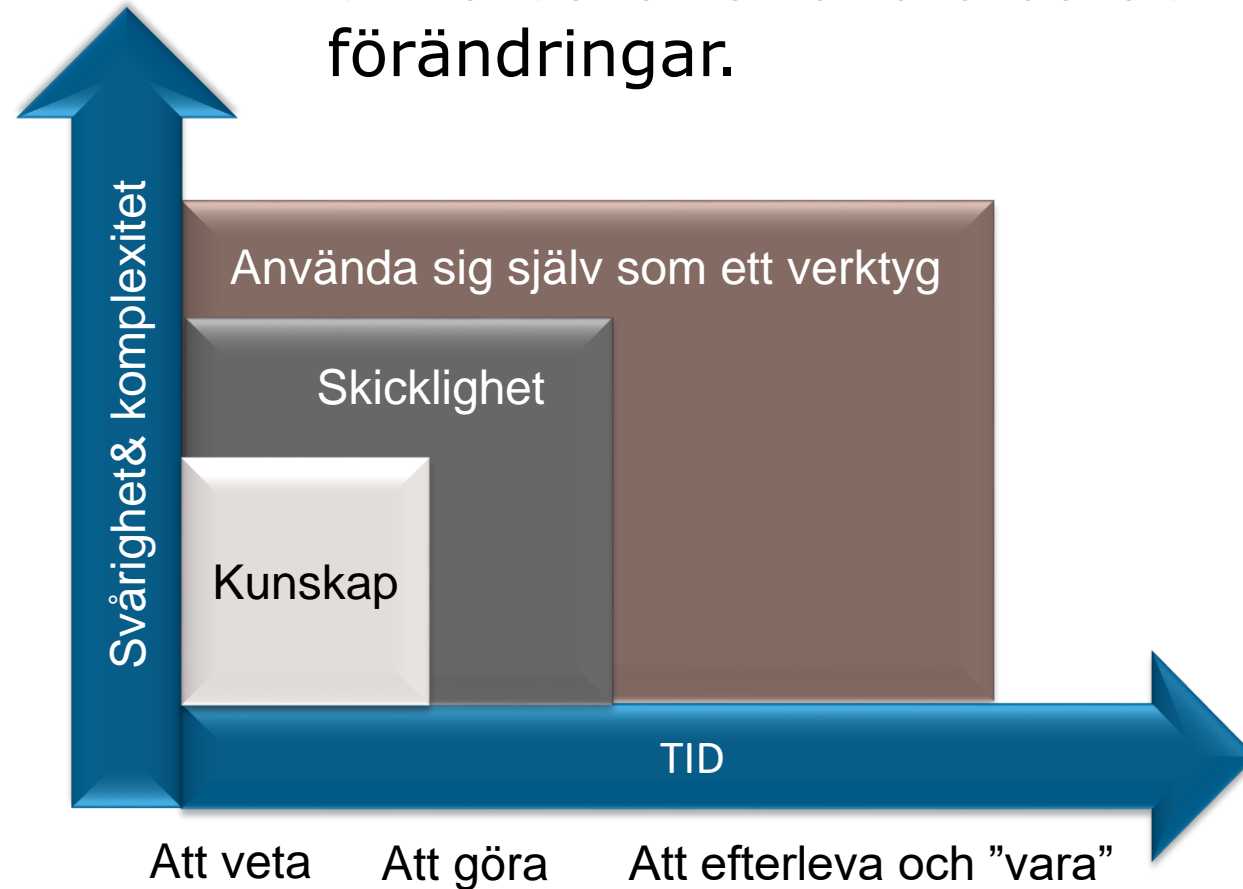 förändringar.
Svårighet& komplexitet
Använda sig själv som ett verktyg
Skicklighet
Kunskap
TID
Att veta
Att göra
Att efterleva och ”vara”